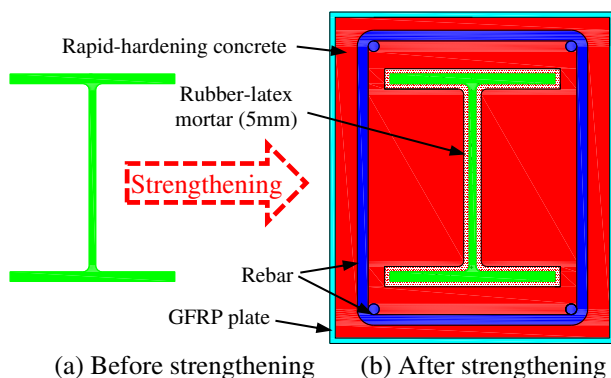 Rapid-hardening concrete
Rubber-latex
mortar (5mm)
Strengthening
Rebar
GFRP plate
(a) Before strengthening
(b) After strengthening